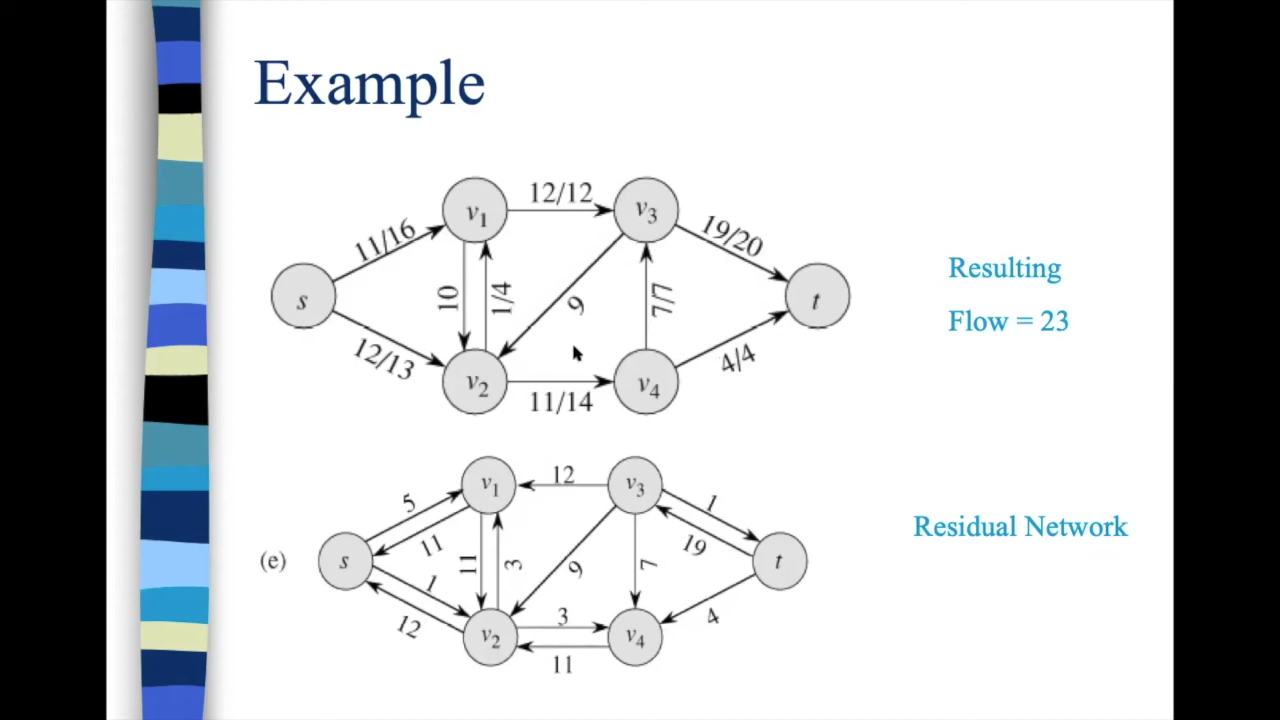 Example
12/12
v1
v3
11/16
19/20
s
10
1/4
9
7/7
t
12/13
4/4
v2
v4
11/14
Resulting
Flow = 23
12
v1
v3
5
1
11
19
(e)
s
11
3
9
7
t
1
12
3
4
v2
v4
11
Residual Network